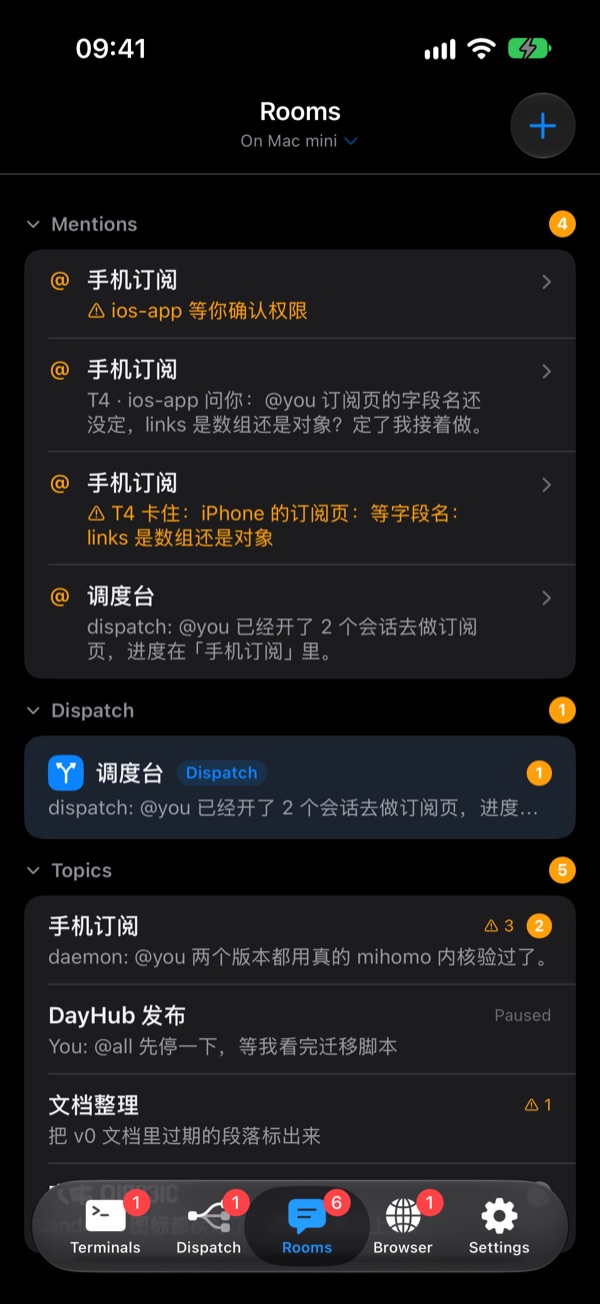 09:41
Rooms
On Mac mini
Mentions
4
@ 手机订阅
ios-app 等你确认权限
@ 手机订阅
T4 · ios-app 问你：@you 订阅页的字段名还
没定，links 是数组还是对象？定了我接着做。
@ 手机订阅
T4 卡住：iPhone 的订阅页：等字段名：
links 是数组还是对象
@ 调度台
dispatch: @you 已经开了 2 个会话去做订阅
页，进度在「手机订阅」里。
Dispatch
1
调度台 Dispatch
1
dispatch: @you 已经开了 2 个会话去做订阅页，进度…
Topics
5
手机订阅
3 2
daemon: @you 两个版本都用真的 mihomo 内核验过了。
DayHub 发布
Paused
You: @all 先停一下，等我看完迁移脚本
文档整理
1
把 v0 文档里过期的段落标出来
1 1 6 1
Terminals Dispatch Rooms Browser Settings